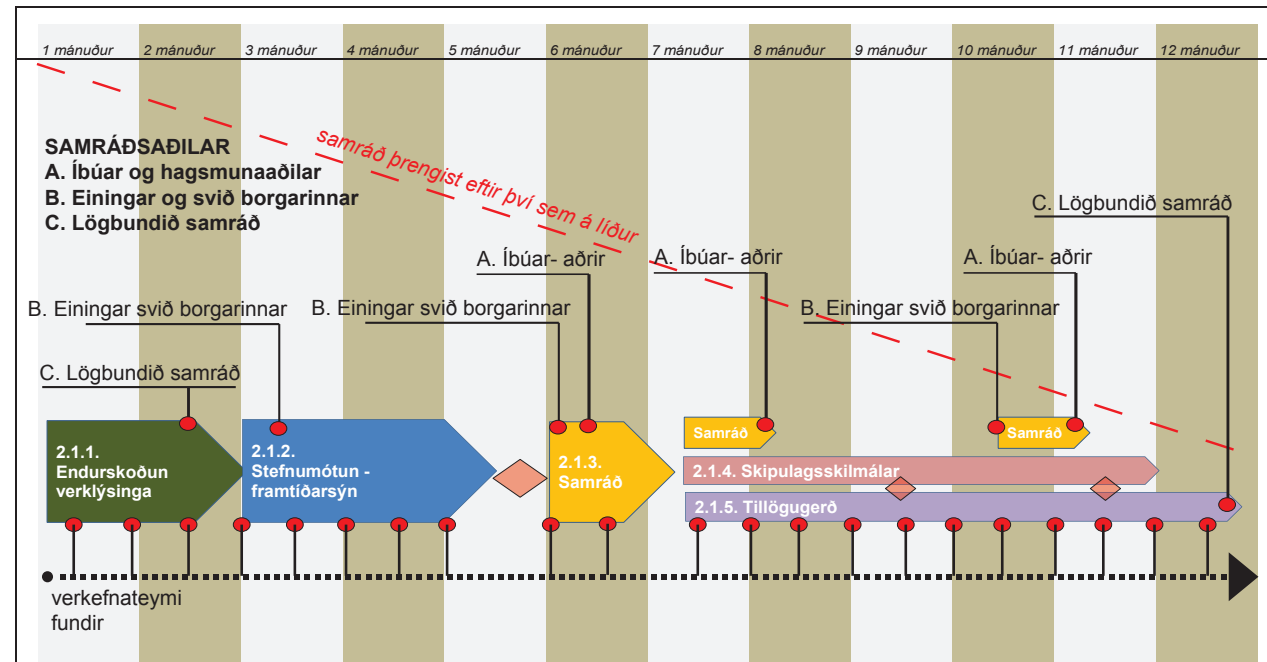 1 mánuður 2 mánuður 3 mánuður 4 mánuður 5 mánuður 6 mánuður 7 mánuður 8 mánuður 9 mánuður 10 mánuður 11 mánuður 12 mánuður
SAMRÁÐSAÐILAR
A. Íbúar og hagsmunaaðilar
B. Einingar og svið borgarinnar
C. Lögbundið samráð
samráð þrengist eftir því sem á líður
C. Lögbundið samráð
A. Íbúar- aðrir
A. Íbúar- aðrir
A. Íbúar- aðrir
B. Einingar svið borgarinnar
B. Einingar svið borgarinnar
B. Einingar svið borgarinnar
C. Lögbundið samráð
2.1.1.
Endurskoðun
verklýsinga
2.1.2.
Stefnumótun -
framtíðarsýn
2.1.3.
Samráð
Samráð
Samráð
2.1.4. Skipulagsskilmálar
2.1.5. Tillögugerð
verkefnateymi
fundir